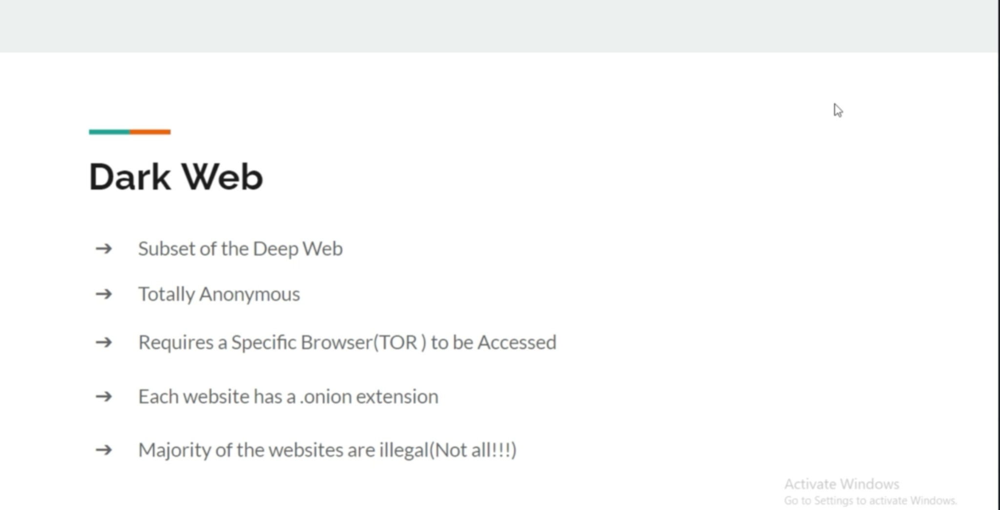 Dark Web
➔ Subset of the Deep Web
➔ Totally Anonymous
➔ Requires a Specific Browser(TOR ) to be Accessed
➔ Each website has a .onion extension
➔ Majority of the websites are illegal(Not all!!!)
Activate Windows
Go to Settings to activate Windows.